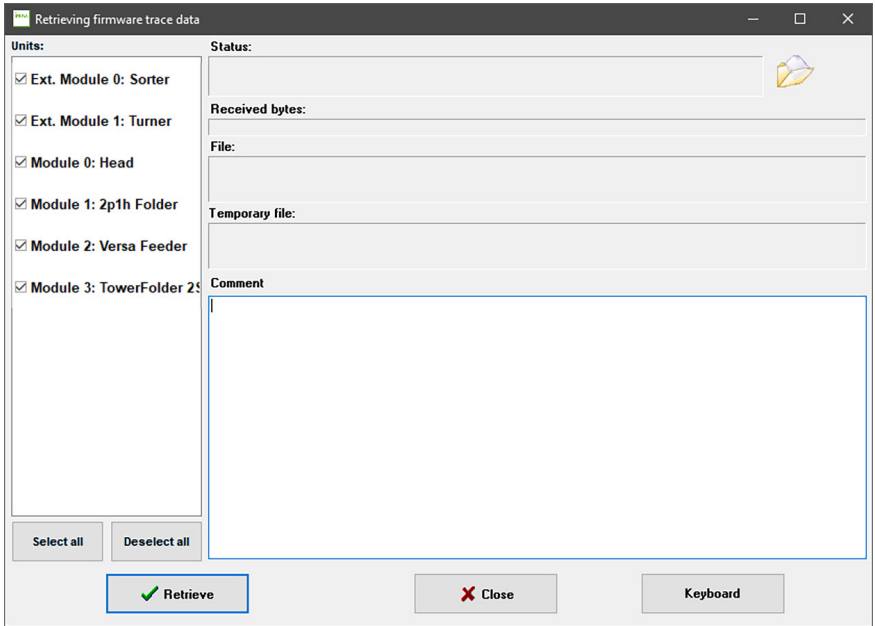 Retrieving firmware trace data
Units:
Ext. Module 0: Sorter
Ext. Module 1: Turner
Module 0: Head
Module 1: 2p1h Folder
Module 2: Versa Feeder
Module 3: TowerFolder 2S
Select all
Deselect all
Status:
Received bytes:
File:
Temporary file:
Comment
Retrieve
Close
Keyboard